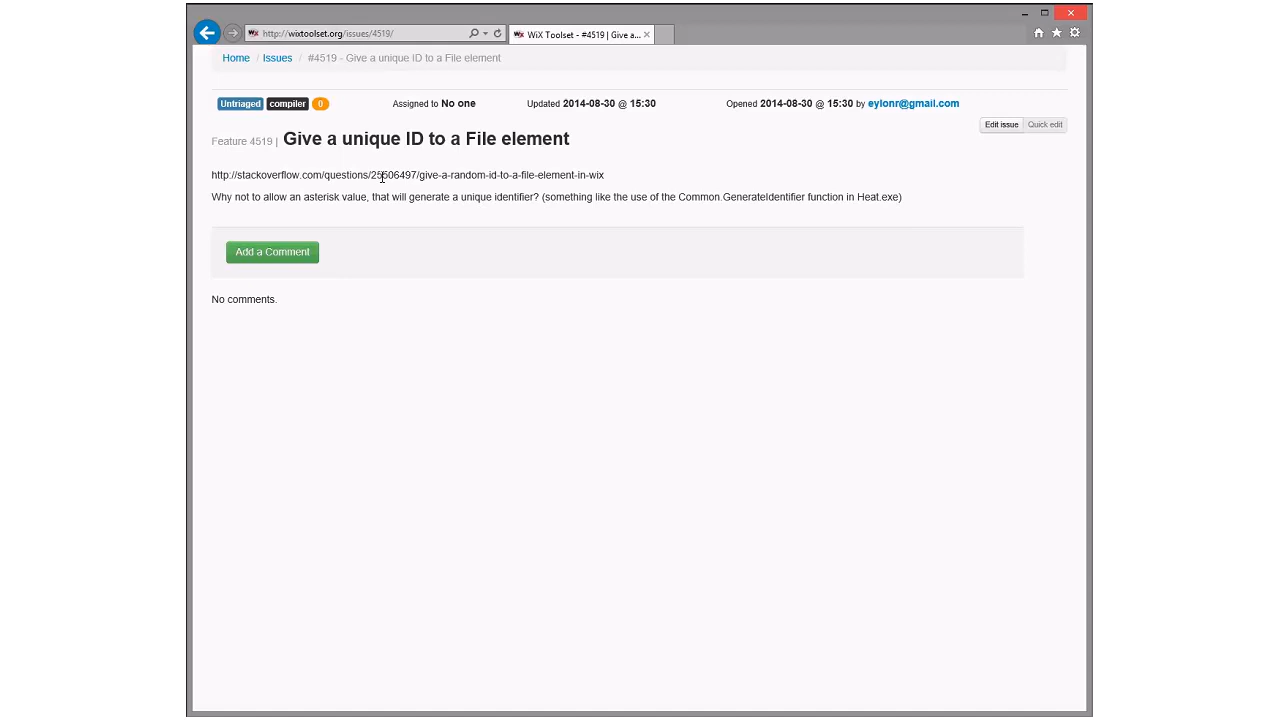 http://wixtoolset.org/issues/4519/
WiX Toolset - #4519 | Give a...
Home / Issues / #4519 - Give a unique ID to a File element
Untriaged compiler 0 Assigned to No one Updated 2014-08-30 @ 15:30 Opened 2014-08-30 @ 15:30 by eylonr@gmail.com
Edit issue Quick edit
Feature 4519 | Give a unique ID to a File element
http://stackoverflow.com/questions/25506497/give-a-random-id-to-a-file-element-in-wix
Why not to allow an asterisk value, that will generate a unique identifier? (something like the use of the Common.GenerateIdentifier function in Heat.exe)
Add a Comment
No comments.